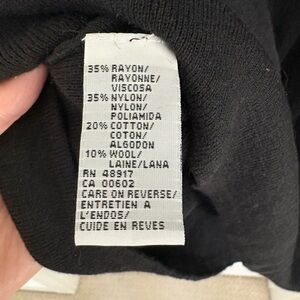 35% RAYON/
RAYONNE/
VISCOSA
35% NYLON/
NYLON/
POLIAMIDA
20% COTTON/
COTON/
ALGODON
10% WOOL/
LAINE/LANA
RN 48917
CA 00602
CARE ON REVERSE/
ENTRETIEN A
L'ENDOS/
CUIDE EN REVES